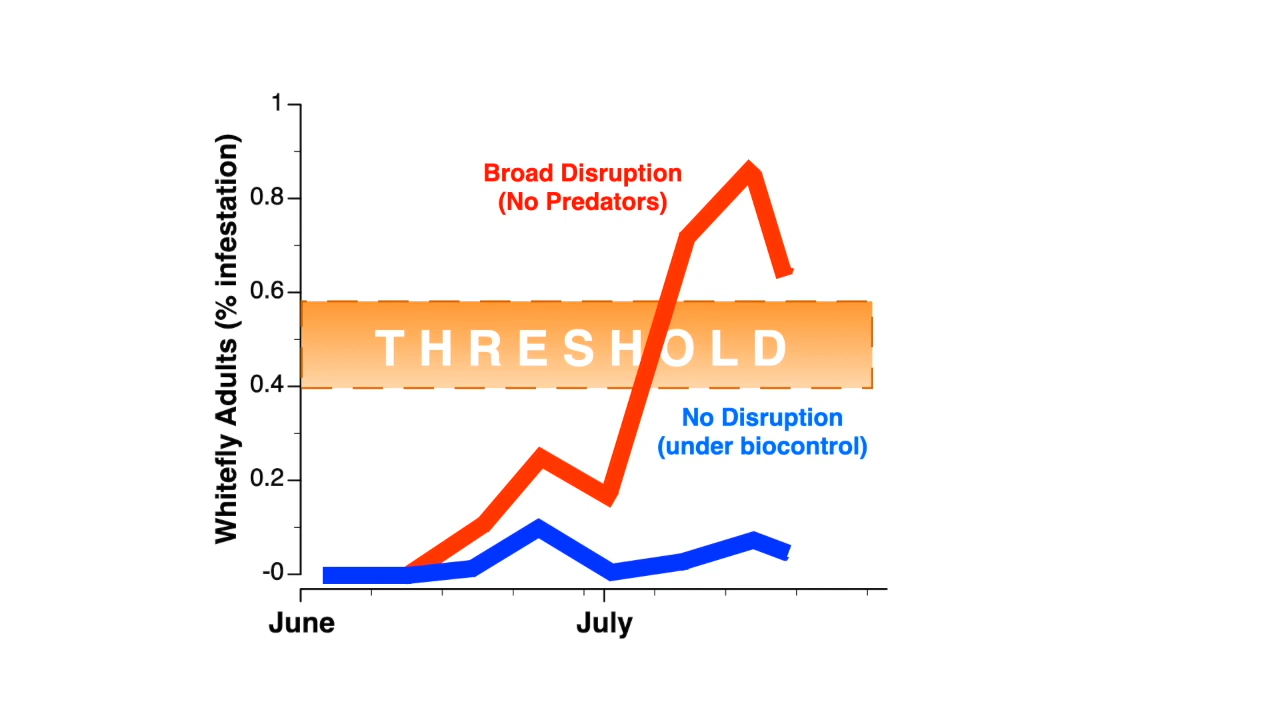 1
Broad Disruption
(No Predators)
0.8
0.6
THRESHOLD
0.4
No Disruption
(under biocontrol)
0.2
-0
Whitefly Adults (% infestation)
June
July